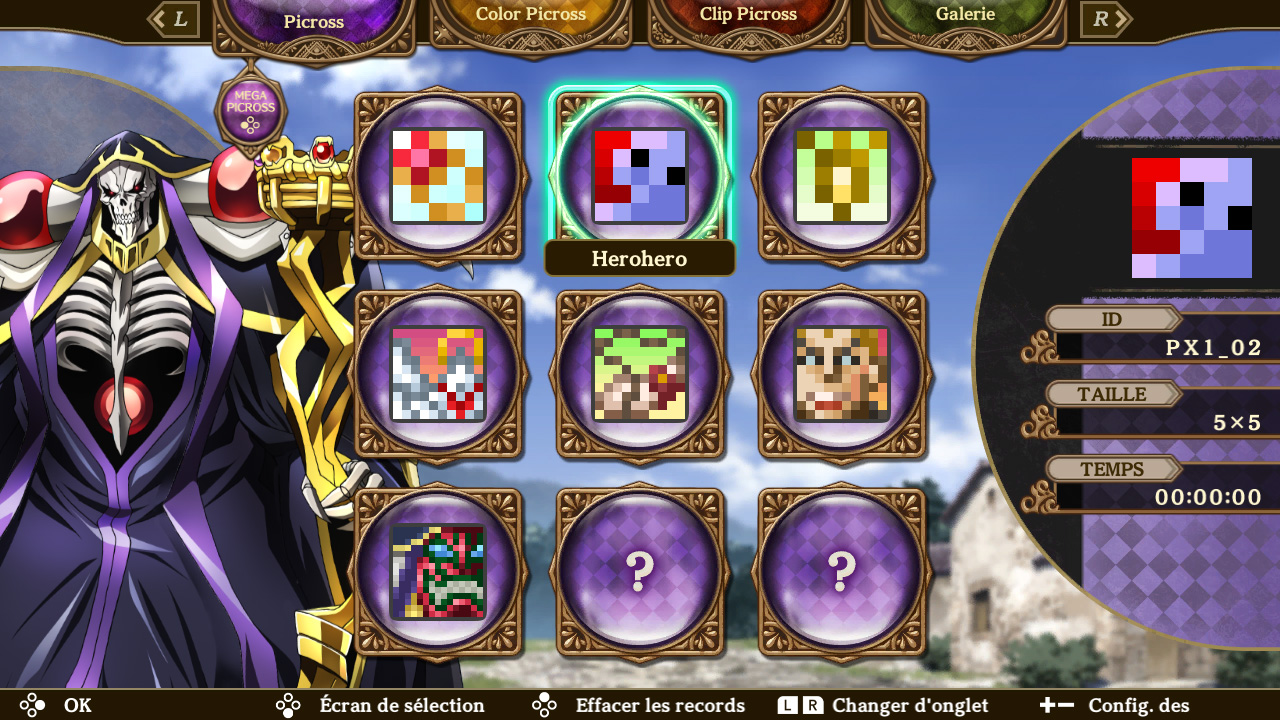 L
Picross
Color Picross
Clip Picross
Galerie
R
MEGA
PICROSS
Herohero
ID
PX1_02
TAILLE
5×5
TEMPS
00:00:00
?
?
OK
Écran de sélection
Effacer les records
L R Changer d'onglet
Config. des